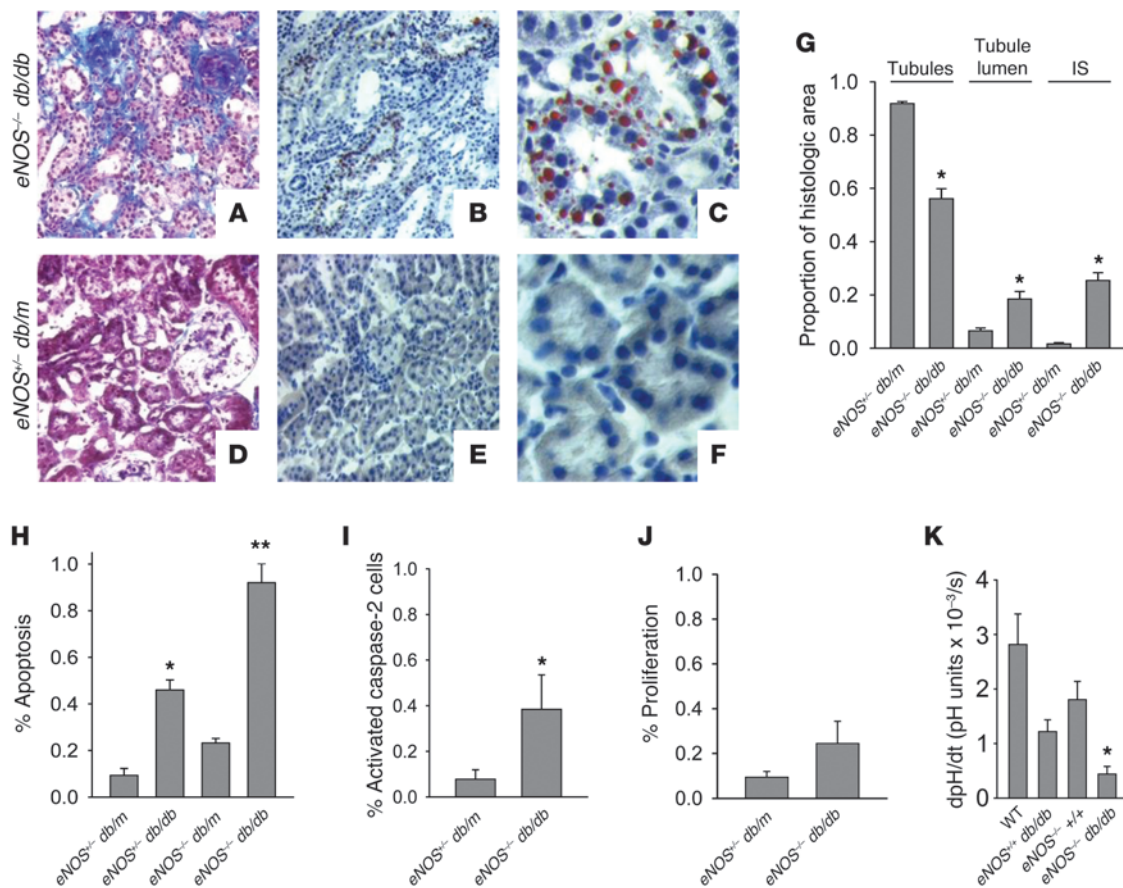 eNOS⁻/⁻ db/db
A
B
C
eNOS⁺/⁻ db/m
D
E
F
G
Tubules
Tubule
lumen
IS
Proportion of histologic area
1.0
0.8
0.6
0.4
0.2
0.0
*
*
*
eNOS⁺/⁻ db/m
eNOS⁻/⁻ db/db
eNOS⁺/⁻ db/m
eNOS⁻/⁻ db/db
eNOS⁺/⁻ db/m
eNOS⁻/⁻ db/db
H
% Apoptosis
1.0
0.8
0.6
0.4
0.2
0.0
*
**
eNOS⁺/⁻ db/m
eNOS⁺/⁻ db/db
eNOS⁻/⁻ db/m
eNOS⁻/⁻ db/db
I
% Activated caspase-2 cells
1.0
0.8
0.6
0.4
0.2
0.0
*
eNOS⁺/⁻ db/m
eNOS⁻/⁻ db/db
J
% Proliferation
1.0
0.8
0.6
0.4
0.2
0.0
eNOS⁺/⁻ db/m
eNOS⁻/⁻ db/db
K
dpH/dt (pH units x 10⁻³/s)
4
3
2
1
0
*
WT
eNOS⁺/⁺ db/db
eNOS⁻/⁻ +/+
eNOS⁻/⁻ db/db